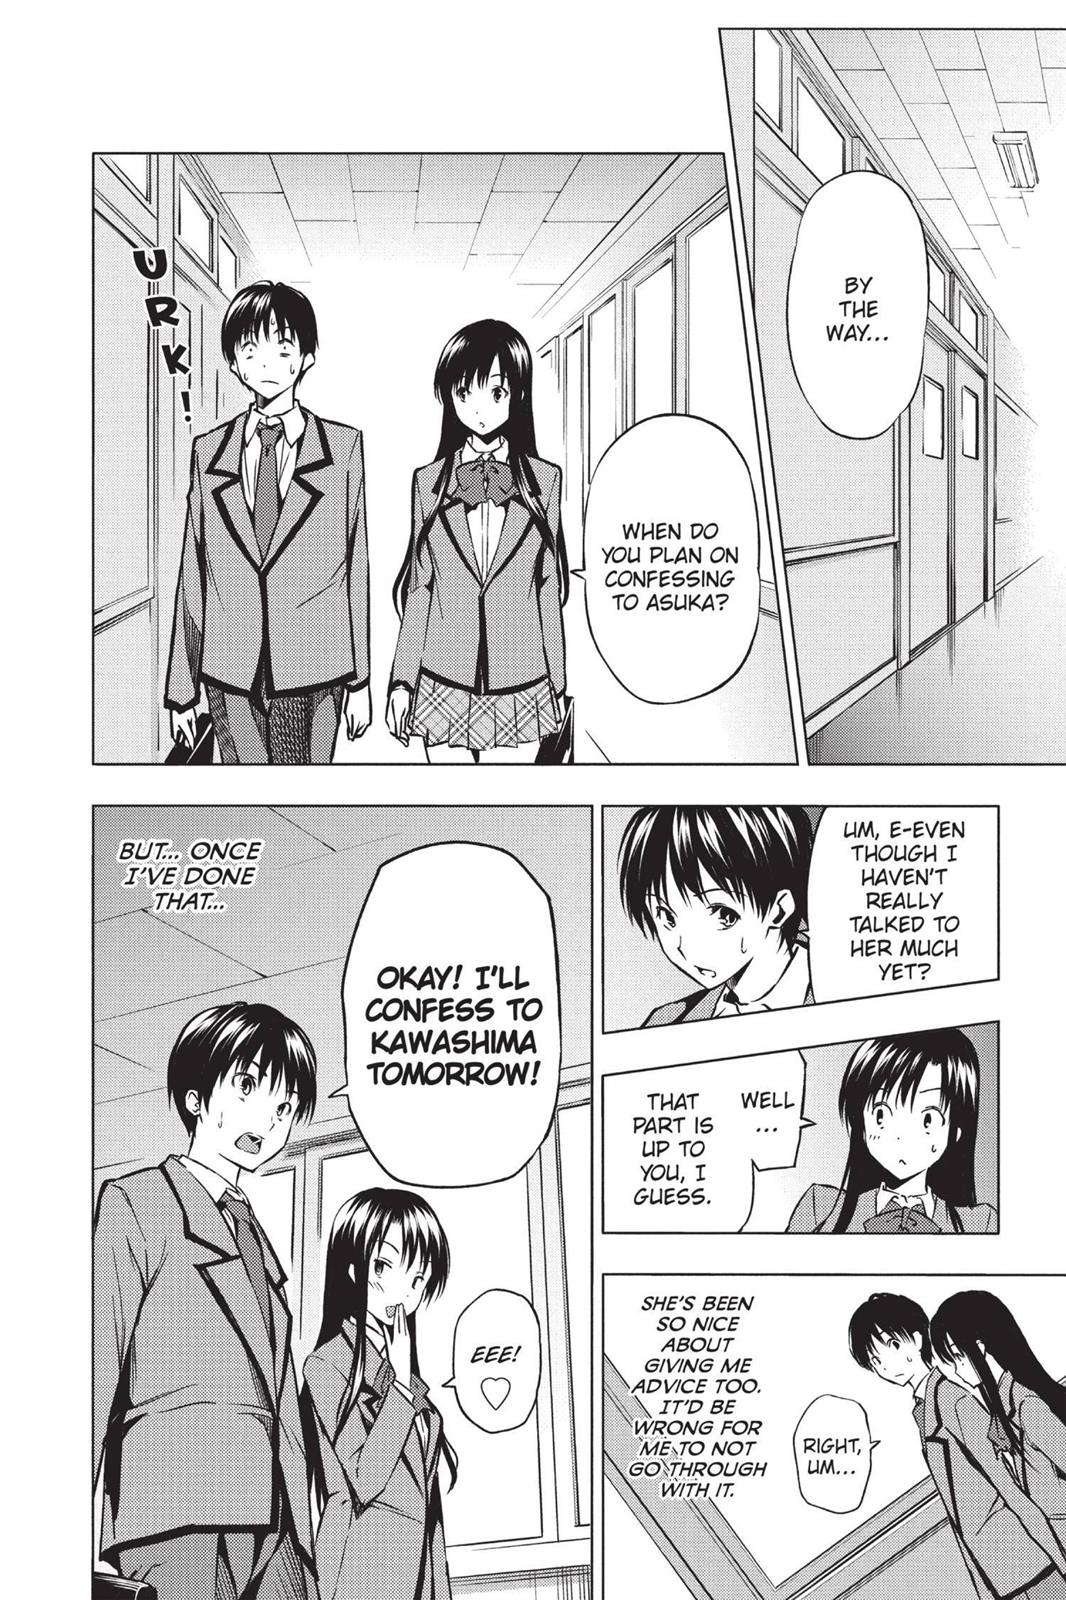 BY
THE
WAY...
WHEN DO
YOU PLAN ON
CONFESSING
TO ASUKA?
URK!
UM, E-EVEN
THOUGH I
HAVEN'T
REALLY
TALKED TO
HER MUCH
YET?
WELL
...
THAT
PART IS
UP TO
YOU, I
GUESS.
SHE'S BEEN
SO NICE
ABOUT
GIVING ME
ADVICE TOO.
IT'D BE
WRONG FOR
ME TO NOT
GO THROUGH
WITH IT.
RIGHT,
UM...
OKAY! I'LL
CONFESS TO
KAWASHIMA
TOMORROW!
BUT... ONCE
I'VE DONE
THAT...
EEE!
♡